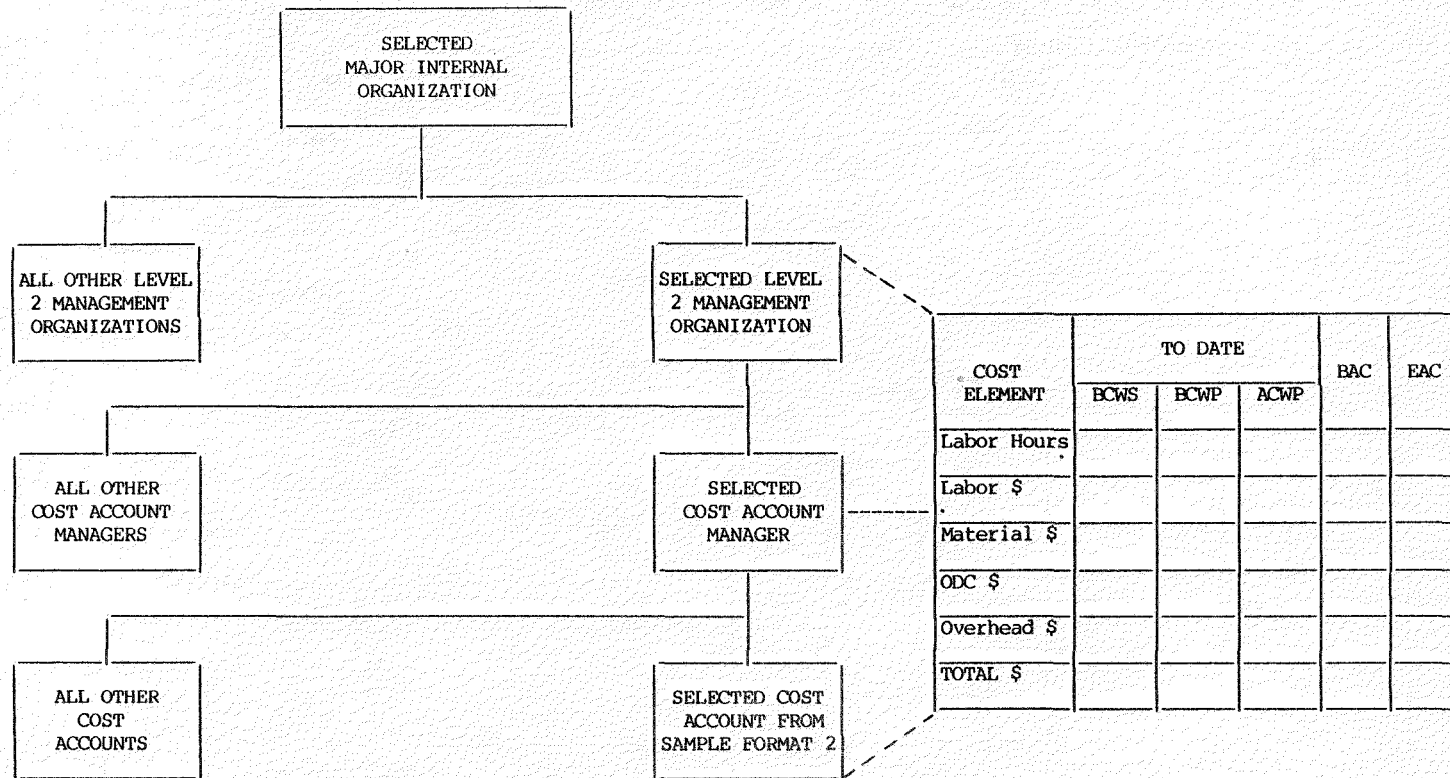 SELECTED
MAJOR INTERNAL
ORGANIZATION
ALL OTHER LEVEL
2 MANAGEMENT
ORGANIZATIONS
SELECTED LEVEL
2 MANAGEMENT
ORGANIZATION
COST
ELEMENT
TO DATE
BAC
EAC
BCWS
BCWP
ACWP
Labor Hours
Labor $
Material $
ODC $
Overhead $
TOTAL $
ALL OTHER
COST ACCOUNT
MANAGERS
SELECTED
COST ACCOUNT
MANAGER
ALL OTHER
COST
ACCOUNTS
SELECTED COST
ACCOUNT FROM
SAMPLE FORMAT 2